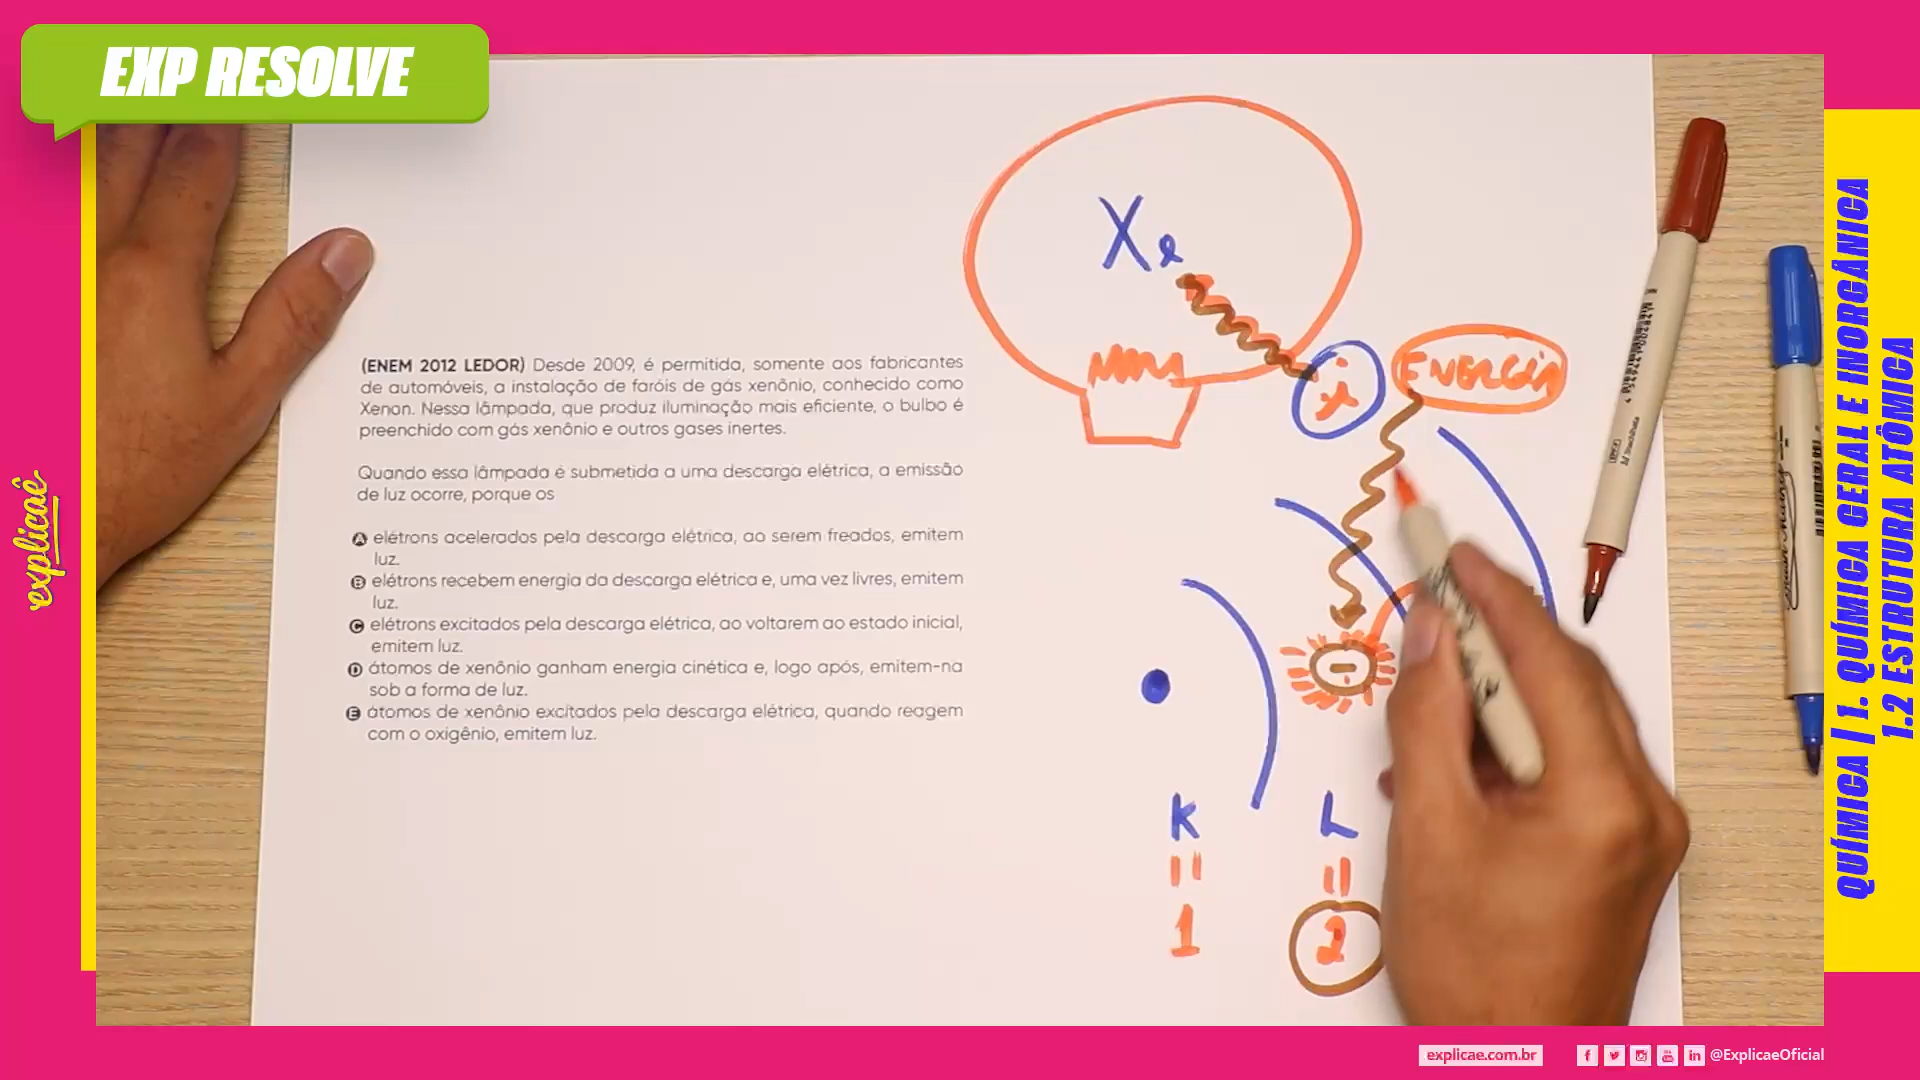 EXP RESOLVE
Xe
ENERGIA
(ENEM 2012 LEDOR) Desde 2009, é permitida, somente aos fabricantes
de automóveis, a instalação de faróis de gás xenônio, conhecido como
Xenon. Nessa lâmpada, que produz iluminação mais eficiente, o bulbo é
preenchido com gás xenônio e outros gases inertes.
Quando essa lâmpada é submetida a uma descarga elétrica, a emissão
de luz ocorre, porque os
A elétrons acelerados pela descarga elétrica, ao serem freados, emitem
luz.
B elétrons recebem energia da descarga elétrica e, uma vez livres, emitem
luz.
C elétrons excitados pela descarga elétrica, ao voltarem ao estado inicial,
emitem luz.
D átomos de xenônio ganham energia cinética e, logo após, emitem-na
sob a forma de luz.
E átomos de xenônio excitados pela descarga elétrica, quando reagem
com o oxigênio, emitem luz.
K L
1 2
explicaê
QUÍMICA | 1. QUÍMICA GERAL E INORGÂNICA
1.2 ESTRUTURA ATÔMICA
explicae.com.br
@ExplicaeOficial